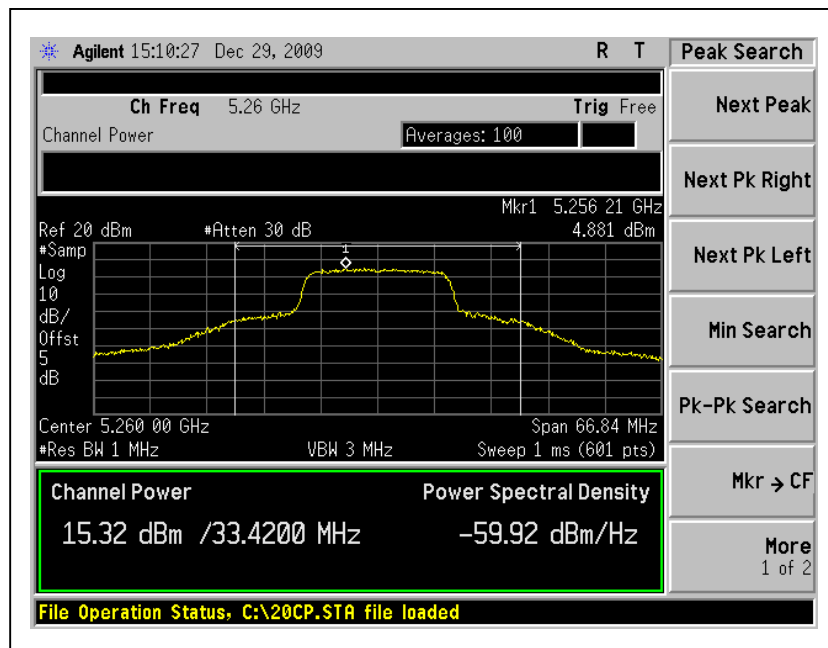 Agilent 15:10:27 Dec 29, 2009 R T
Peak Search
Ch Freq 5.26 GHz Trig Free
Channel Power Averages: 100
Mkr1 5.256 21 GHz
Ref 20 dBm #Atten 30 dB 4.881 dBm
#Samp
Log
10
dB/
Offst
5
dB
1
Center 5.260 00 GHz Span 66.84 MHz
#Res BW 1 MHz VBW 3 MHz Sweep 1 ms (601 pts)
Channel Power Power Spectral Density
15.32 dBm /33.4200 MHz -59.92 dBm/Hz
File Operation Status, C:\20CP.STA file loaded
Next Peak
Next Pk Right
Next Pk Left
Min Search
Pk-Pk Search
Mkr → CF
More
1 of 2